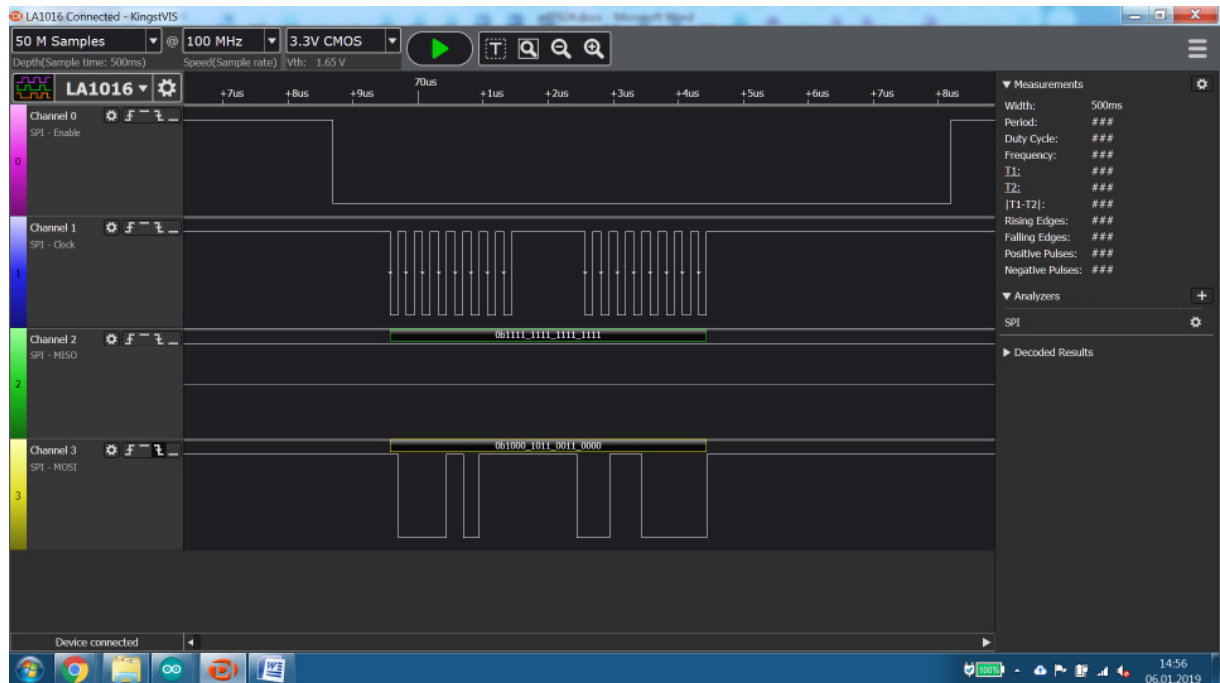 LA1016 Connected - KingstVIS
50 M Samples @ 100 MHz 3.3V CMOS
Depth(Sample time: 500ms) Speed(Sample rate) Vth: 1.65 V
T
LA1016
70us
+7us +8us +9us +1us +2us +3us +4us +5us +6us +7us +8us
Channel 0
SPI - Enable
0
Channel 1
SPI - Clock
1
Channel 2
SPI - MISO
2
0b1111_1111_1111_1111
Channel 3
SPI - MOSI
3
0b1000_1011_0011_0000
Measurements
Width: 500ms
Period: ###
Duty Cycle: ###
Frequency: ###
T1: ###
T2: ###
|T1-T2|: ###
Rising Edges: ###
Falling Edges: ###
Positive Pulses: ###
Negative Pulses: ###
Analyzers
SPI
Decoded Results
Device connected
100%
14:56
06.01.2019